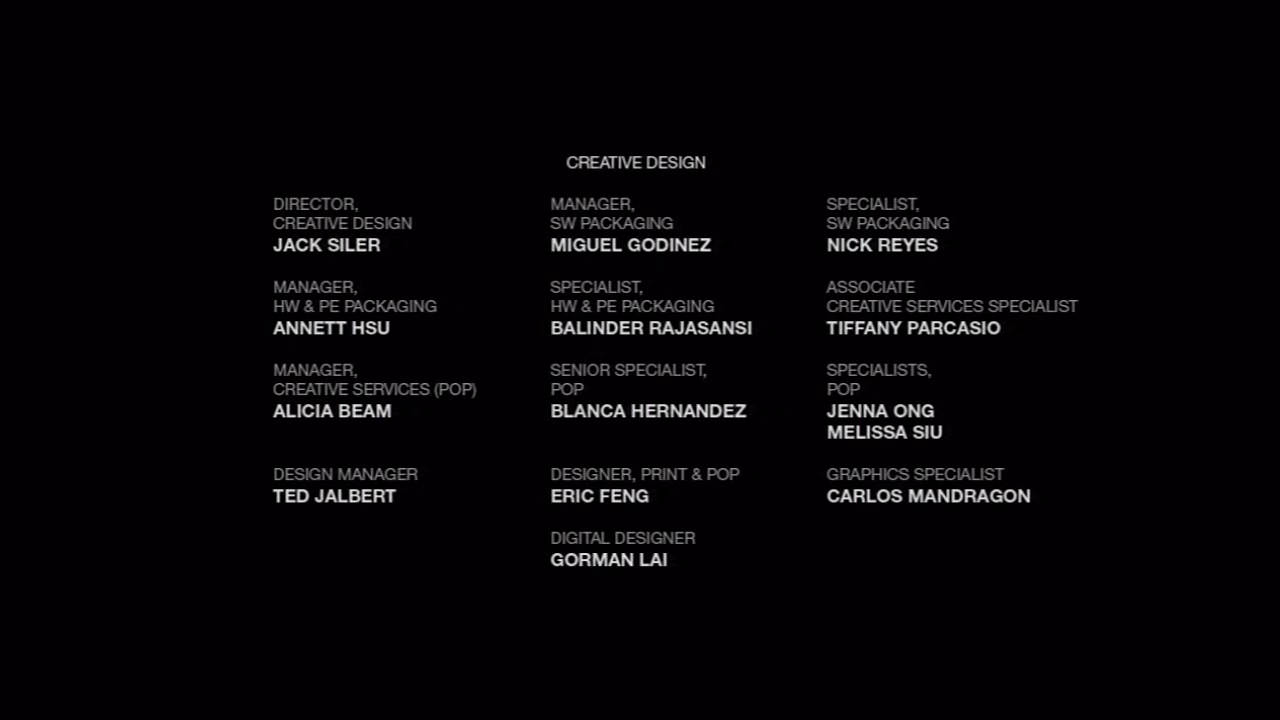 CREATIVE DESIGN
DIRECTOR,
CREATIVE DESIGN
JACK SILER
MANAGER,
SW PACKAGING
MIGUEL GODINEZ
SPECIALIST,
SW PACKAGING
NICK REYES
MANAGER,
HW & PE PACKAGING
ANNETT HSU
SPECIALIST,
HW & PE PACKAGING
BALINDER RAJASANSI
ASSOCIATE
CREATIVE SERVICES SPECIALIST
TIFFANY PARCASIO
MANAGER,
CREATIVE SERVICES (POP)
ALICIA BEAM
SENIOR SPECIALIST,
POP
BLANCA HERNANDEZ
SPECIALISTS,
POP
JENNA ONG
MELISSA SIU
DESIGN MANAGER
TED JALBERT
DESIGNER, PRINT & POP
ERIC FENG
GRAPHICS SPECIALIST
CARLOS MANDRAGON
DIGITAL DESIGNER
GORMAN LAI